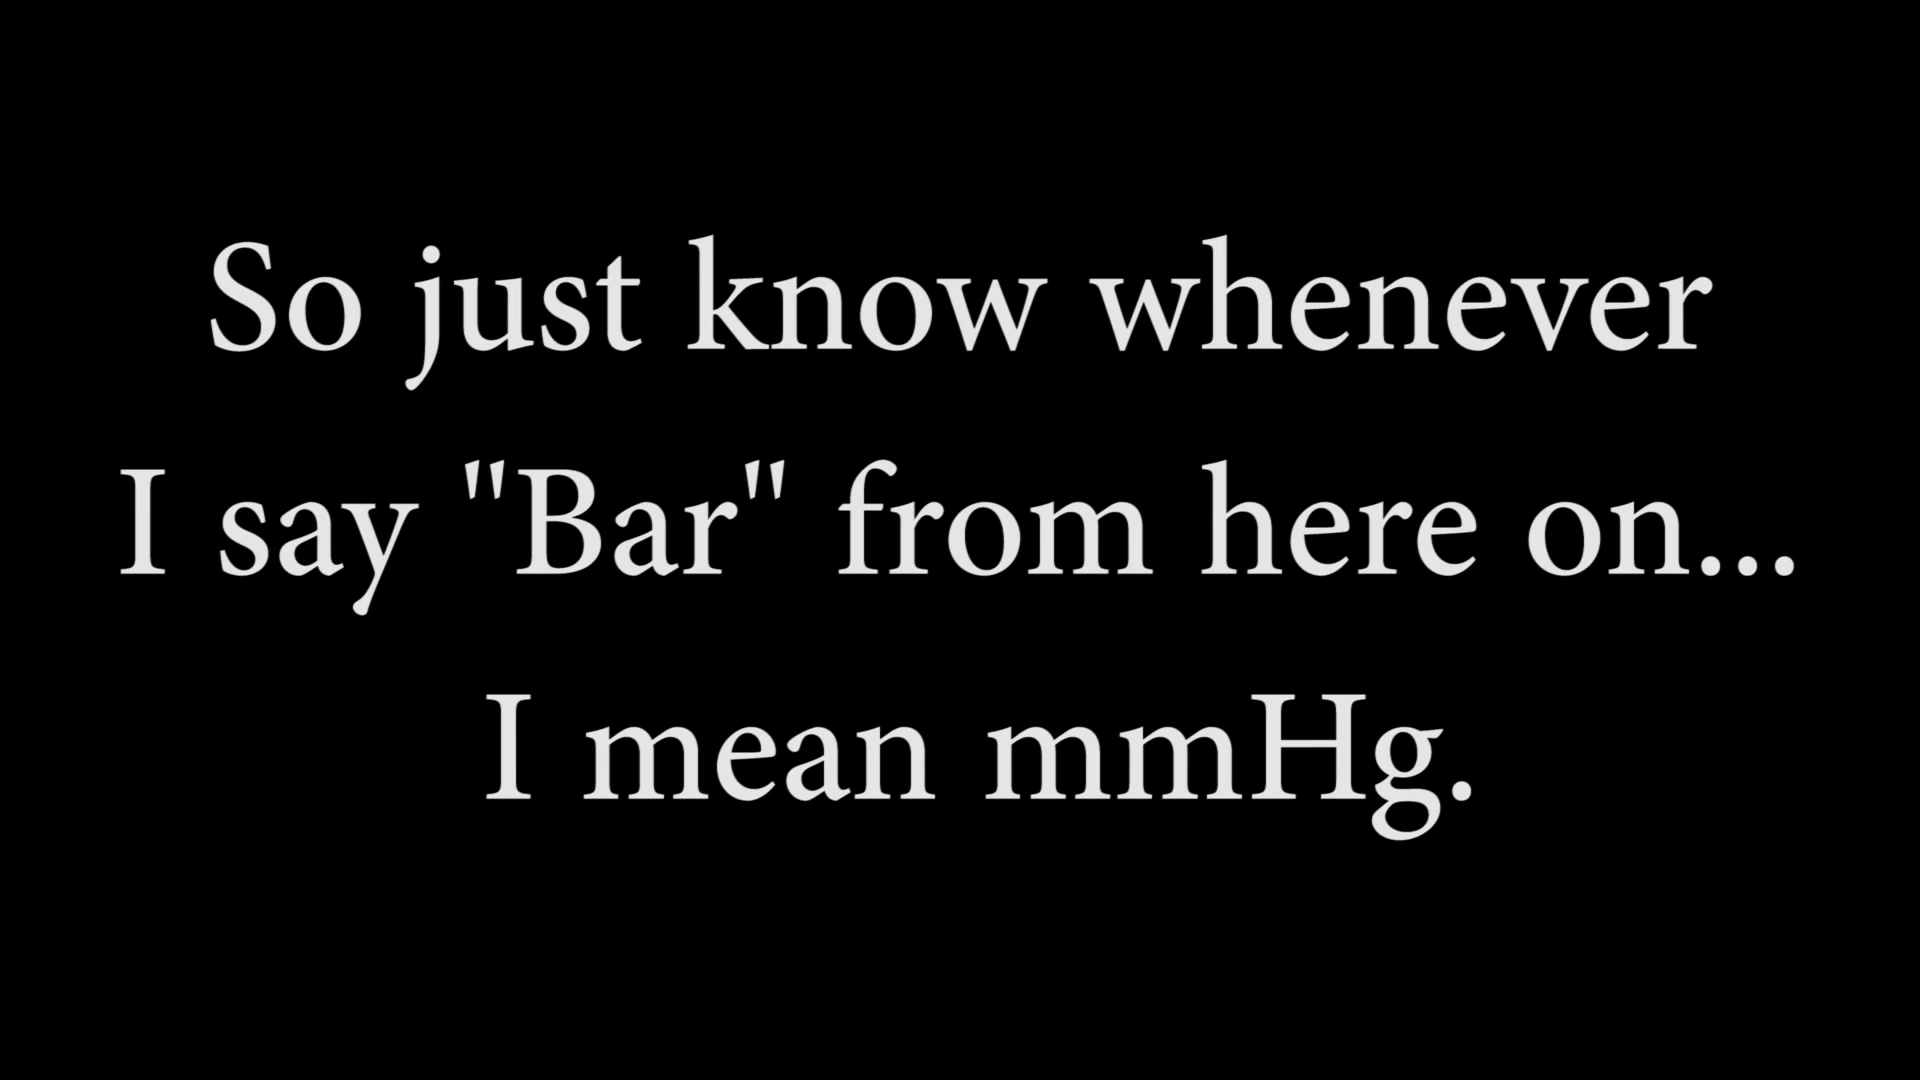 So just know whenever
I say "Bar" from here on...
I mean mmHg.